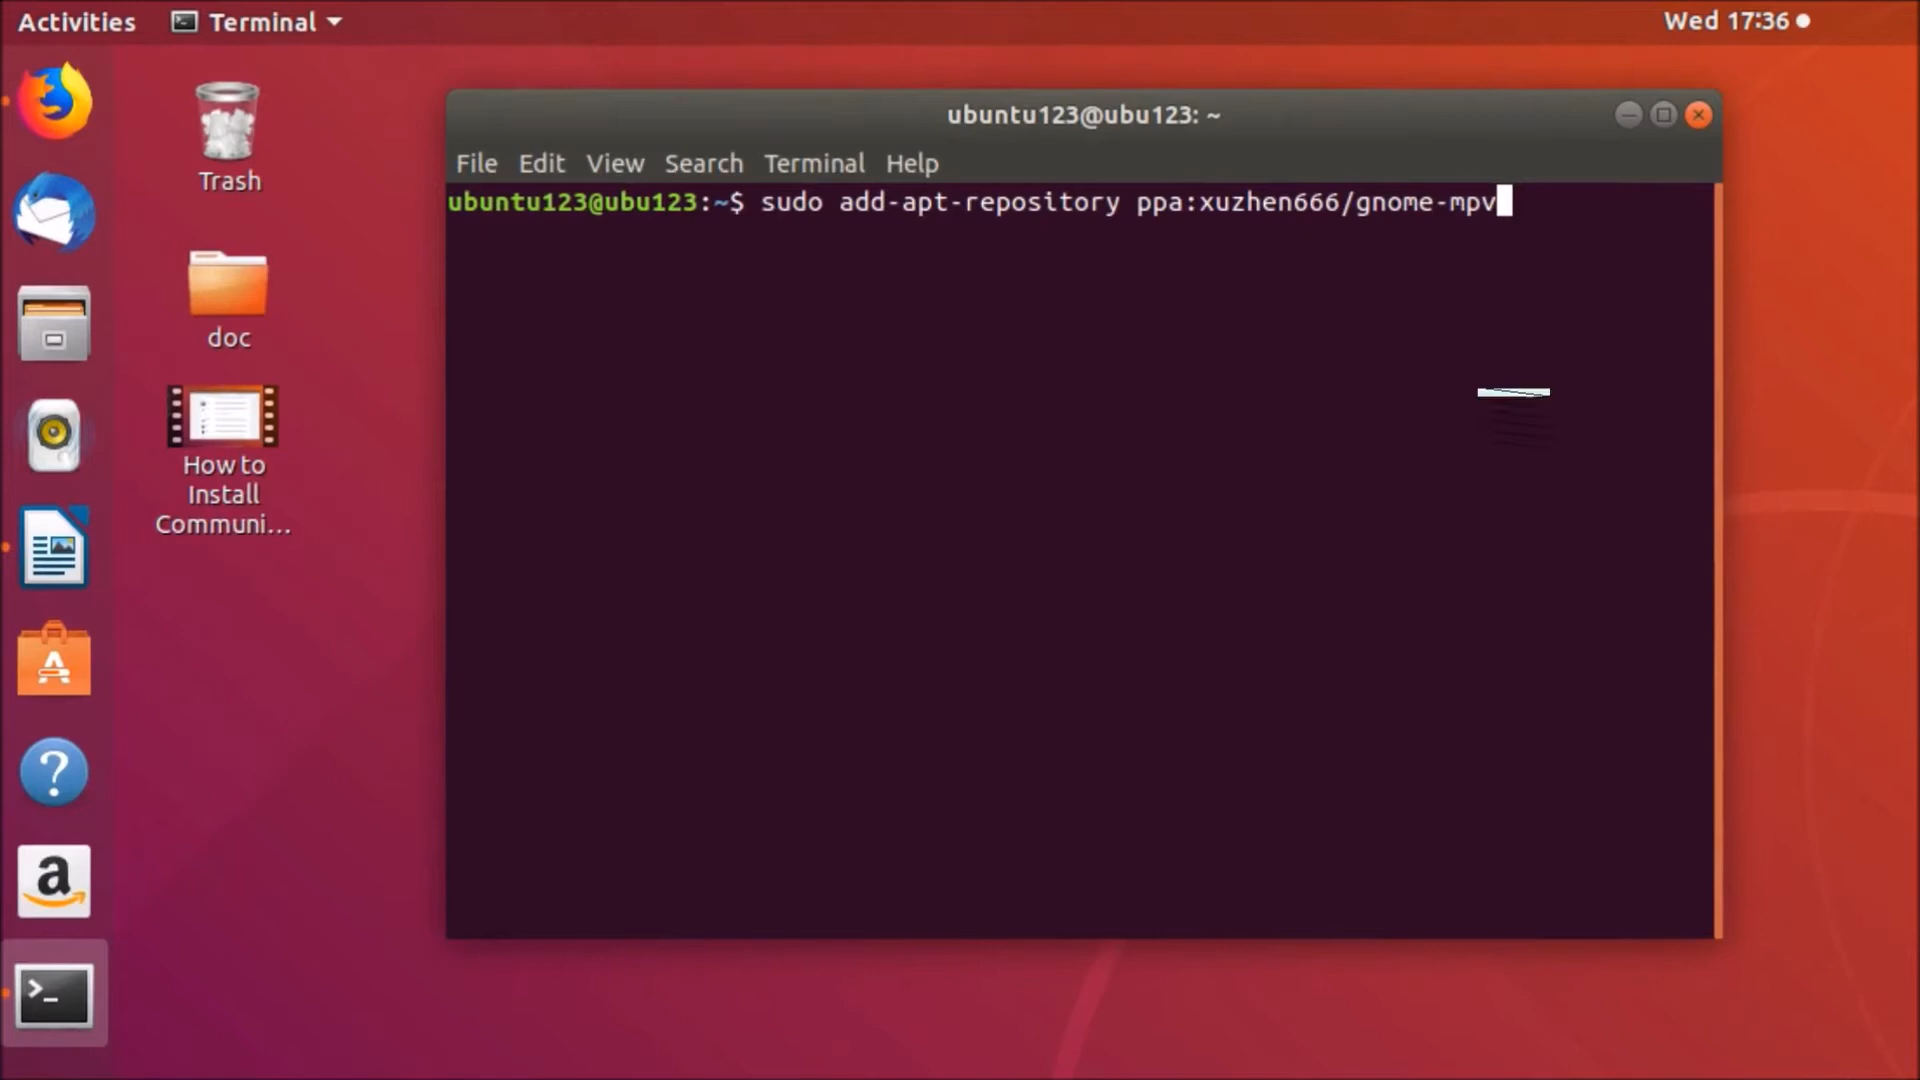 Activities Terminal Wed 17:36
ubuntu123@ubu123: ~
File Edit View Search Terminal Help
ubuntu123@ubu123:~$ sudo add-apt-repository ppa:xuzhen666/gnome-mpv
Trash
doc
How to
Install
Communi...